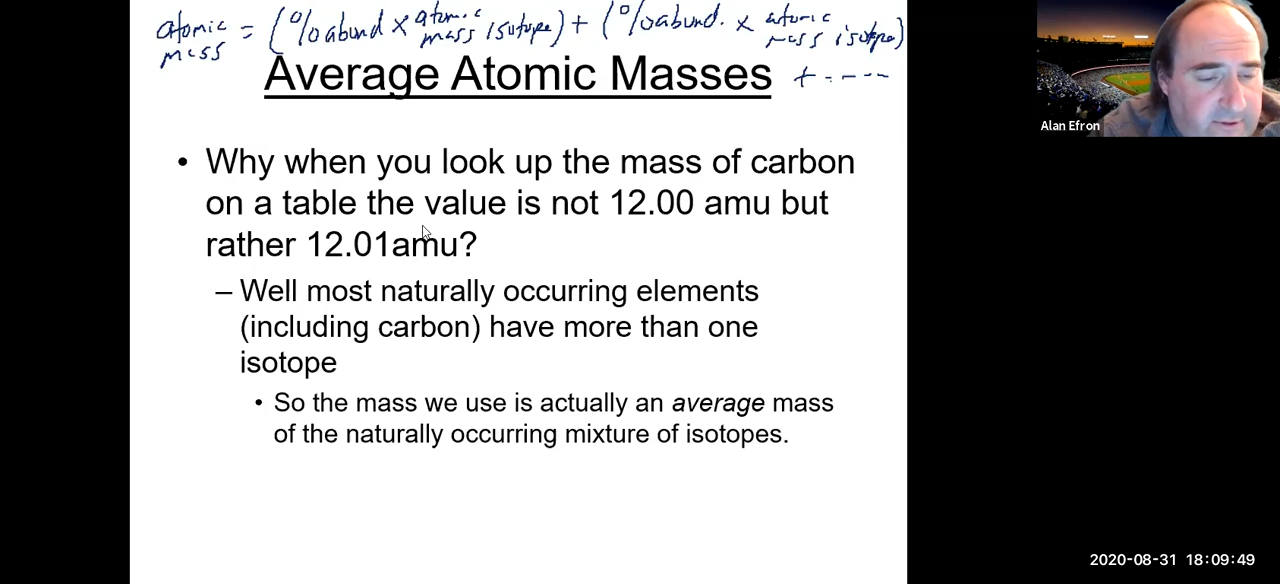 atomic mass = (% abund x atomic mass isotope) + (% abund. x atomic mass isotope)
+ . - - -
Average Atomic Masses
• Why when you look up the mass of carbon
on a table the value is not 12.00 amu but
rather 12.01amu?
– Well most naturally occurring elements
(including carbon) have more than one
isotope
• So the mass we use is actually an average mass
of the naturally occurring mixture of isotopes.
Alan Efron
2020-08-31 18:09:49